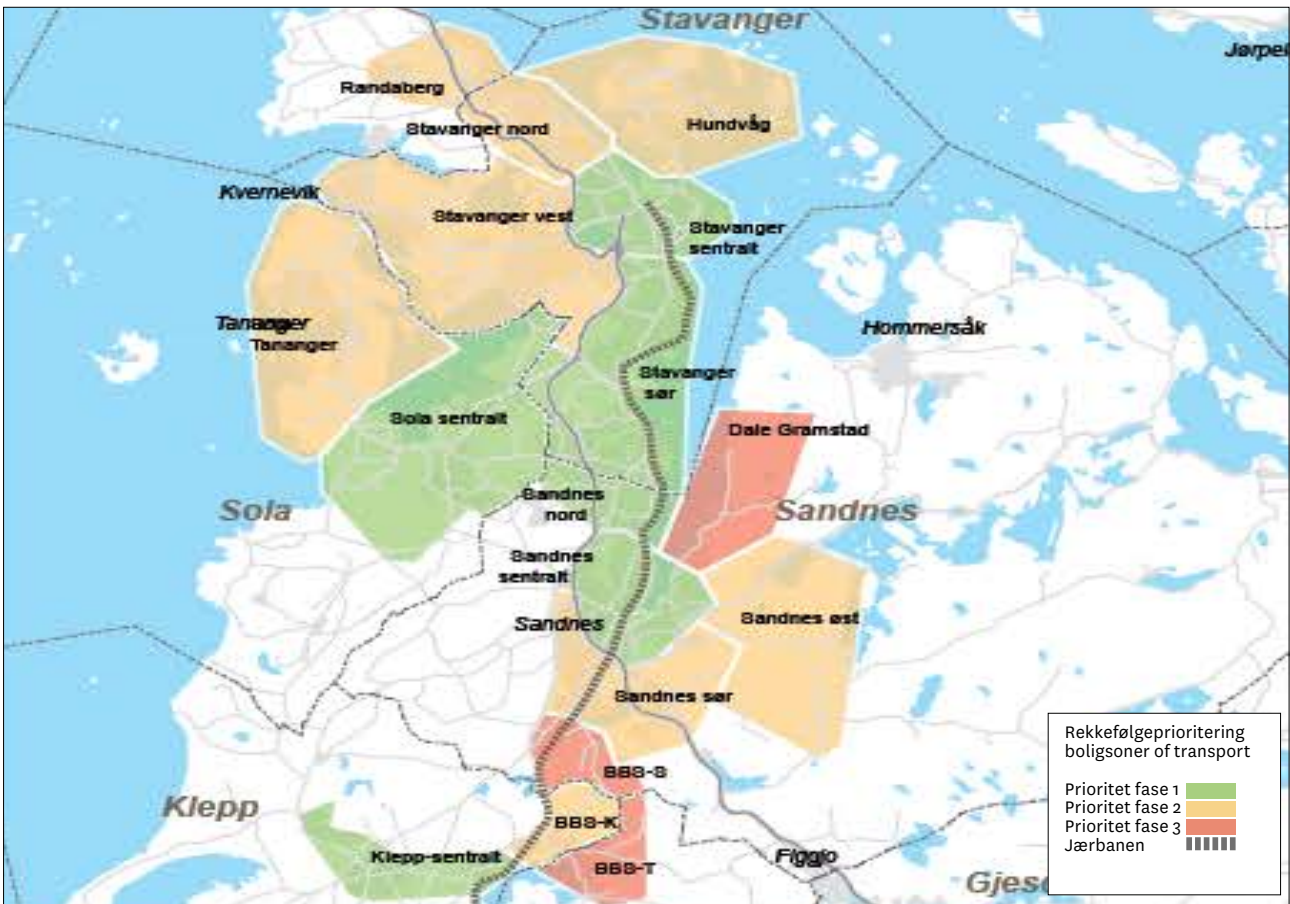 Stavanger
Jørpel
Randaberg
Stavanger nord
Hundvåg
Kvernevik
Stavanger vest
Stavanger
sentralt
Tananger
Tananger
Hommersåk
Stavanger
sør
Sola sentralt
Dale Gramstad
Sola
Sandnes
nord
Sandnes
Sandnes
sentralt
Sandnes
Sandnes øst
Sandnes sør
BBS-S
Klepp
BBS-K
Klepp-sentralt
BBS-T
Figgjo
Gjes
Rekkefølgeprioritering
boligsoner of transport
Prioritet fase 1
Prioritet fase 2
Prioritet fase 3
Jærbanen